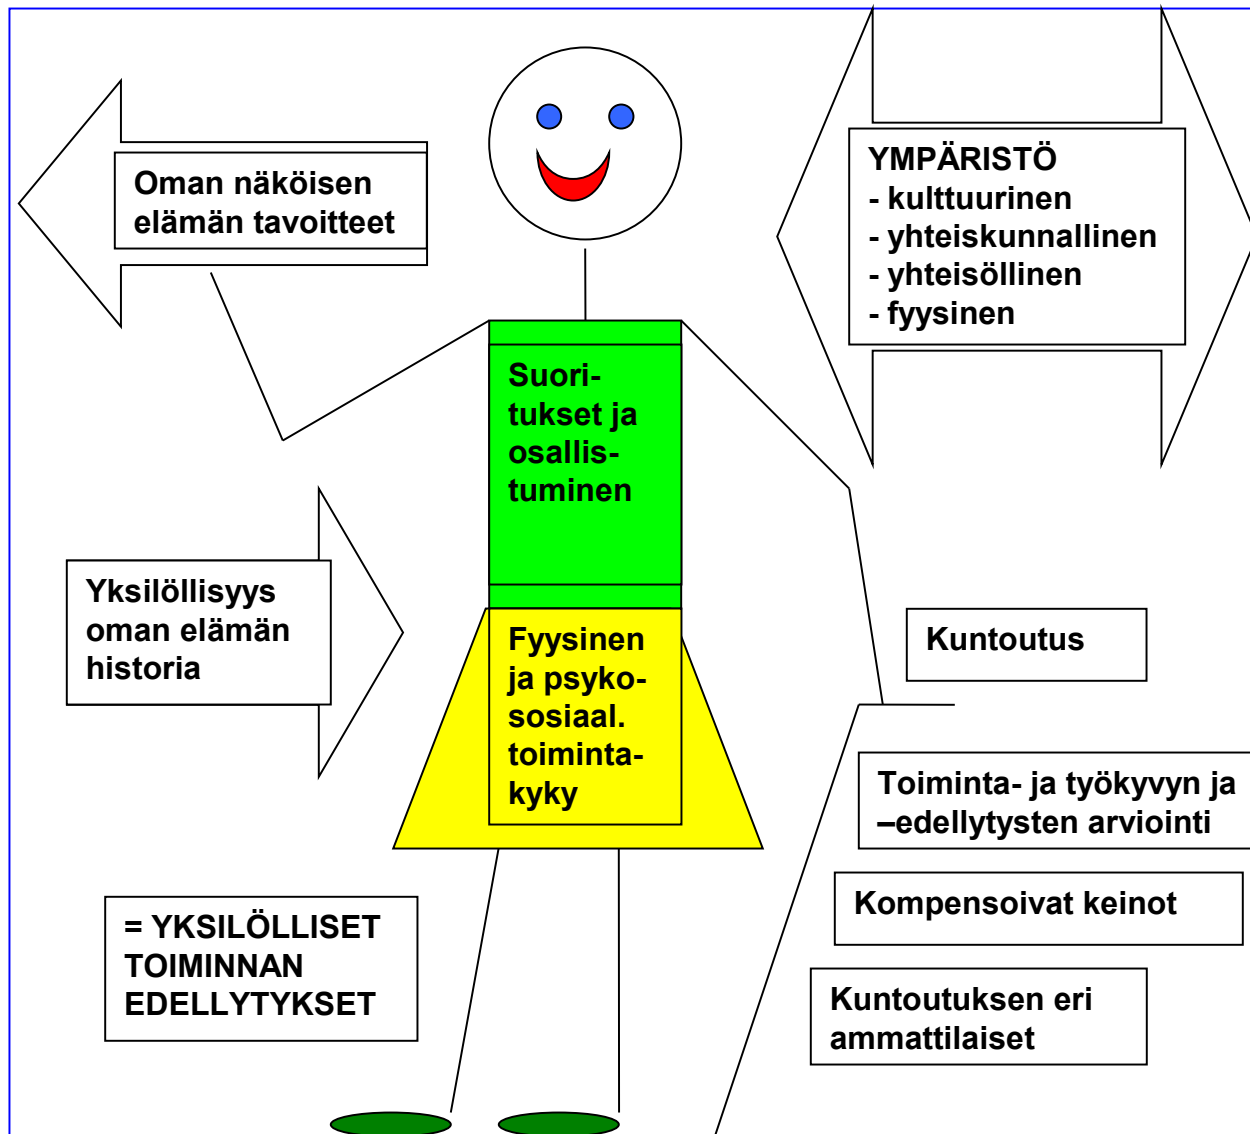 Oman näköisen
elämän tavoitteet
YMPÄRISTÖ
- kulttuurinen
- yhteiskunnallinen
- yhteisöllinen
- fyysinen
Suori-
tukset ja
osallis-
tuminen
Yksilöllisyys
oman elämän
historia
Fyysinen
ja psyko-
sosiaal.
toiminta-
kyky
Kuntoutus
Toiminta- ja työkyvyn ja
–edellytysten arviointi
Kompensoivat keinot
= YKSILÖLLISET
TOIMINNAN
EDELLYTYKSET
Kuntoutuksen eri
ammattilaiset